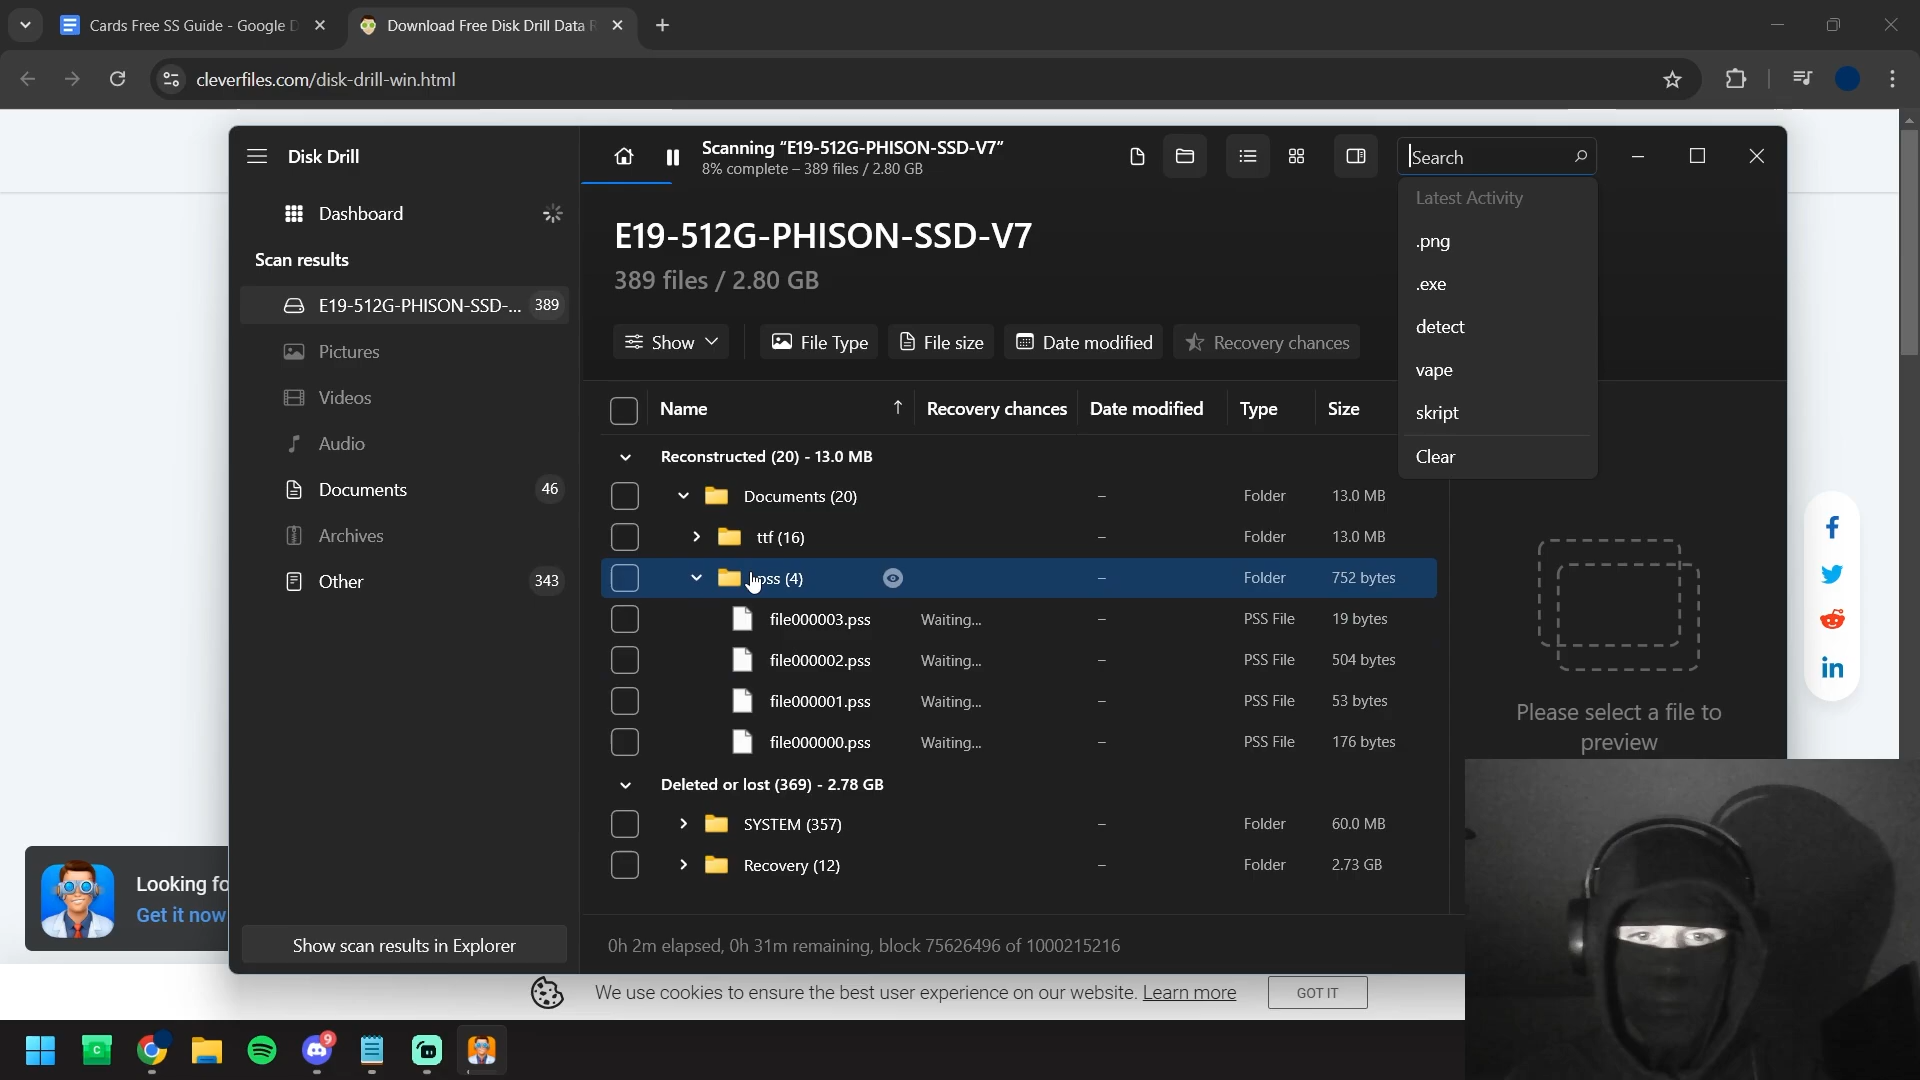 Cards Free SS Guide - Google D
Download Free Disk Drill Data R
cleverfiles.com/disk-drill-win.html
Disk Drill
Scanning "E19-512G-PHISON-SSD-V7"
8% complete – 389 files / 2.80 GB
Search
Dashboard
Scan results
E19-512G-PHISON-SSD-... 389
Pictures
Videos
Audio
Documents 46
Archives
Other 343
Show scan results in Explorer
E19-512G-PHISON-SSD-V7
389 files / 2.80 GB
Show
File Type
File size
Date modified
Recovery chances
Latest Activity
.png
.exe
detect
vape
skript
Clear
Name Recovery chances Date modified Type Size
Reconstructed (20) - 13.0 MB
Documents (20) – Folder 13.0 MB
ttf (16) – Folder 13.0 MB
pss (4) – Folder 752 bytes
file000003.pss Waiting... – PSS File 19 bytes
file000002.pss Waiting... – PSS File 504 bytes
file000001.pss Waiting... – PSS File 53 bytes
file000000.pss Waiting... – PSS File 176 bytes
Deleted or lost (369) - 2.78 GB
SYSTEM (357) – Folder 60.0 MB
Recovery (12) – Folder 2.73 GB
Please select a file to
preview
0h 2m elapsed, 0h 31m remaining, block 75626496 of 1000215216
Looking fo
Get it now
We use cookies to ensure the best user experience on our website. Learn more
GOT IT
9